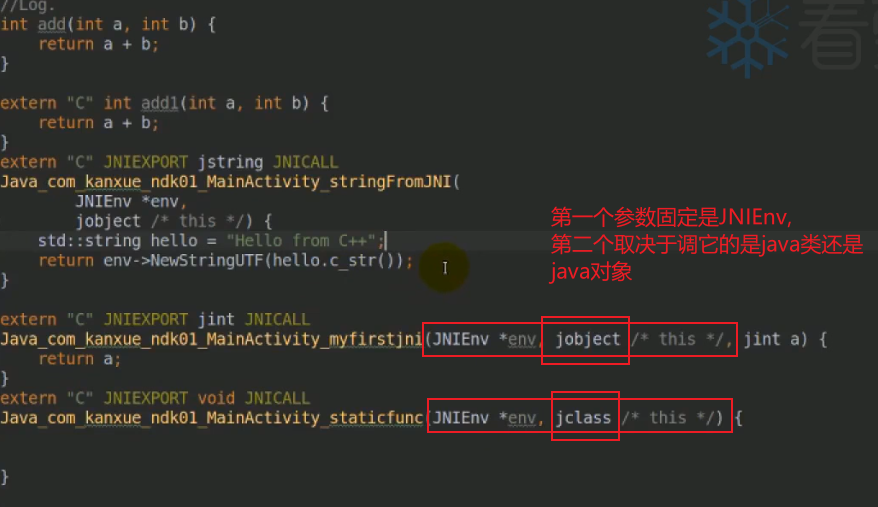 //Log.
int add(int a, int b) {
return a + b;
}
extern "C" int add1(int a, int b) {
return a + b;
}
extern "C" JNIEXPORT jstring JNICALL
Java_com_kanxue_ndk01_MainActivity_stringFromJNI(
JNIEnv *env,
jobject /* this */) {
std::string hello = "Hello from C++";
return env->NewStringUTF(hello.c_str());
}
第一个参数固定是JNIEnv,
第二个取决于调它的是java类还是
java对象
extern "C" JNIEXPORT jint JNICALL
Java_com_kanxue_ndk01_MainActivity_myfirstjni(JNIEnv *env, jobject /* this */, jint a) {
return a;
}
extern "C" JNIEXPORT void JNICALL
Java_com_kanxue_ndk01_MainActivity_staticfunc(JNIEnv *env, jclass /* this */) {
}
看